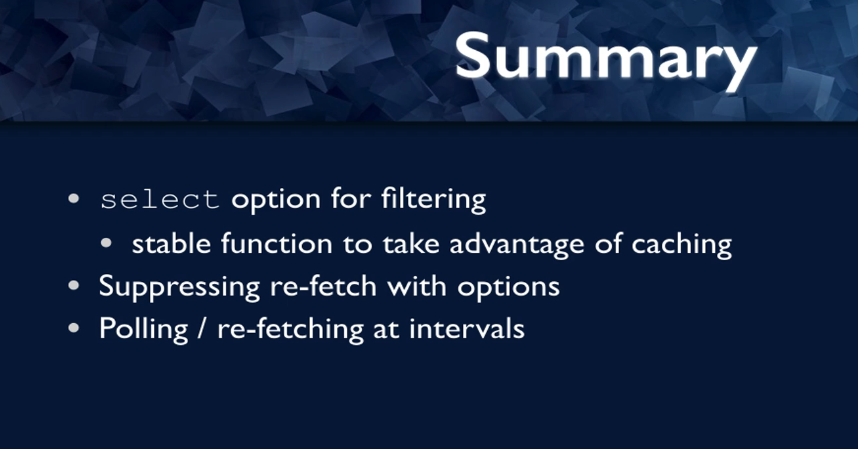 Summary
• select option for filtering
• stable function to take advantage of caching
• Suppressing re-fetch with options
• Polling / re-fetching at intervals